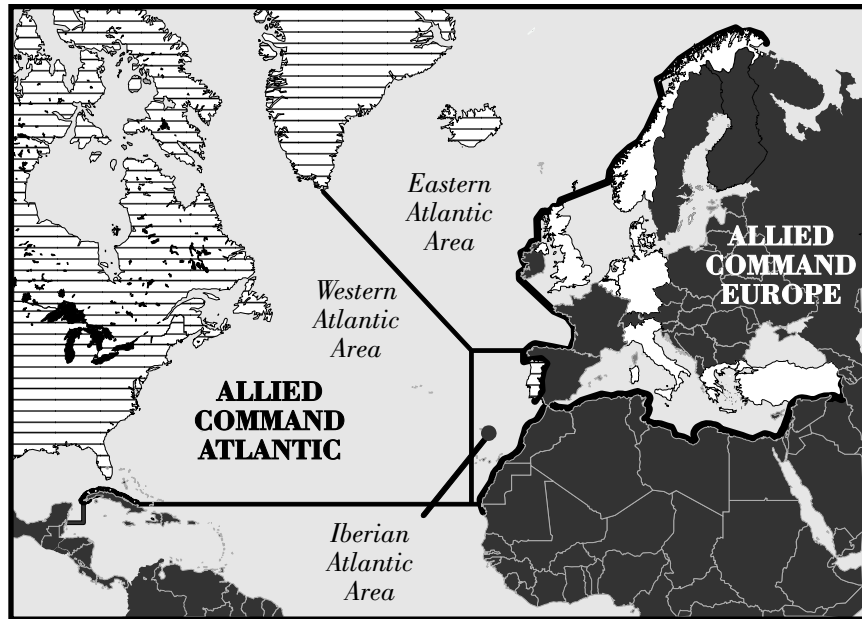 Eastern
Atlantic
Area
ALLIED
COMMAND
EUROPE
Western
Atlantic
Area
ALLIED
COMMAND
ATLANTIC
Iberian
Atlantic
Area